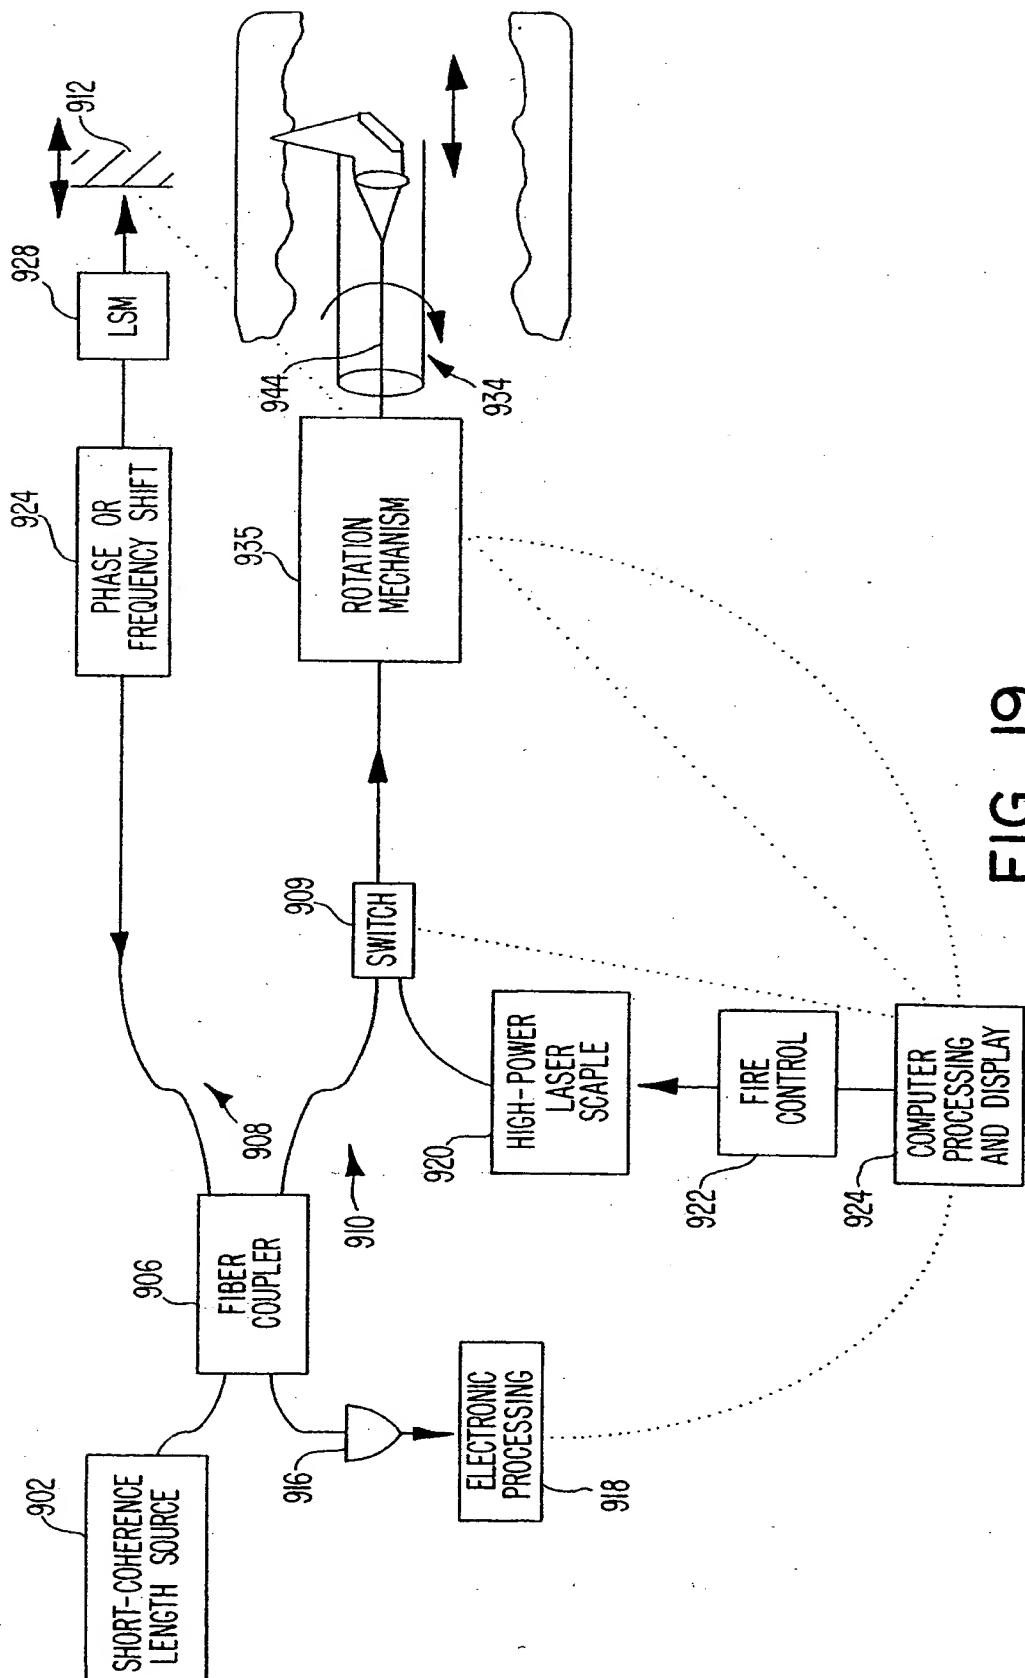 902
SHORT-COHERENCE
LENGTH SOURCE
906
FIBER
COUPLER
908
924
PHASE OR
FREQUENCY SHIFT
928
LSM
912
910
909
SWITCH
935
ROTATION
MECHANISM
944
934
916
ELECTRONIC
PROCESSING
918
920
HIGH-POWER
LASER
SCAPLE
922
FIRE
CONTROL
924
COMPUTER
PROCESSING
AND DISPLAY
FIG. 19